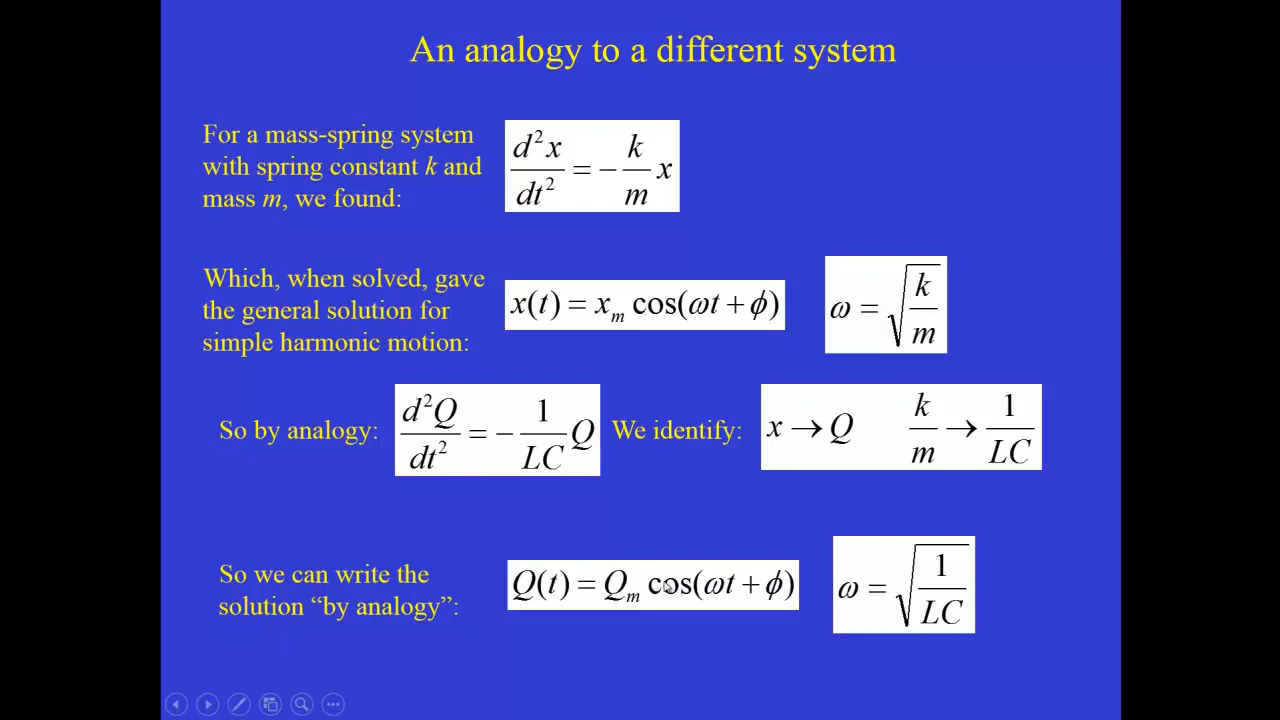 An analogy to a different system
For a mass-spring system
with spring constant k and
mass m, we found:
d²x/dt² = − k/m x
Which, when solved, gave
the general solution for
simple harmonic motion:
x(t) = xₘ cos(ωt + ϕ)
ω = √(k/m)
So by analogy:
d²Q/dt² = − 1/LC Q
We identify:
x → Q k/m → 1/LC
So we can write the
solution “by analogy”:
Q(t) = Qₘ cos(ωt + ϕ)
ω = √(1/LC)